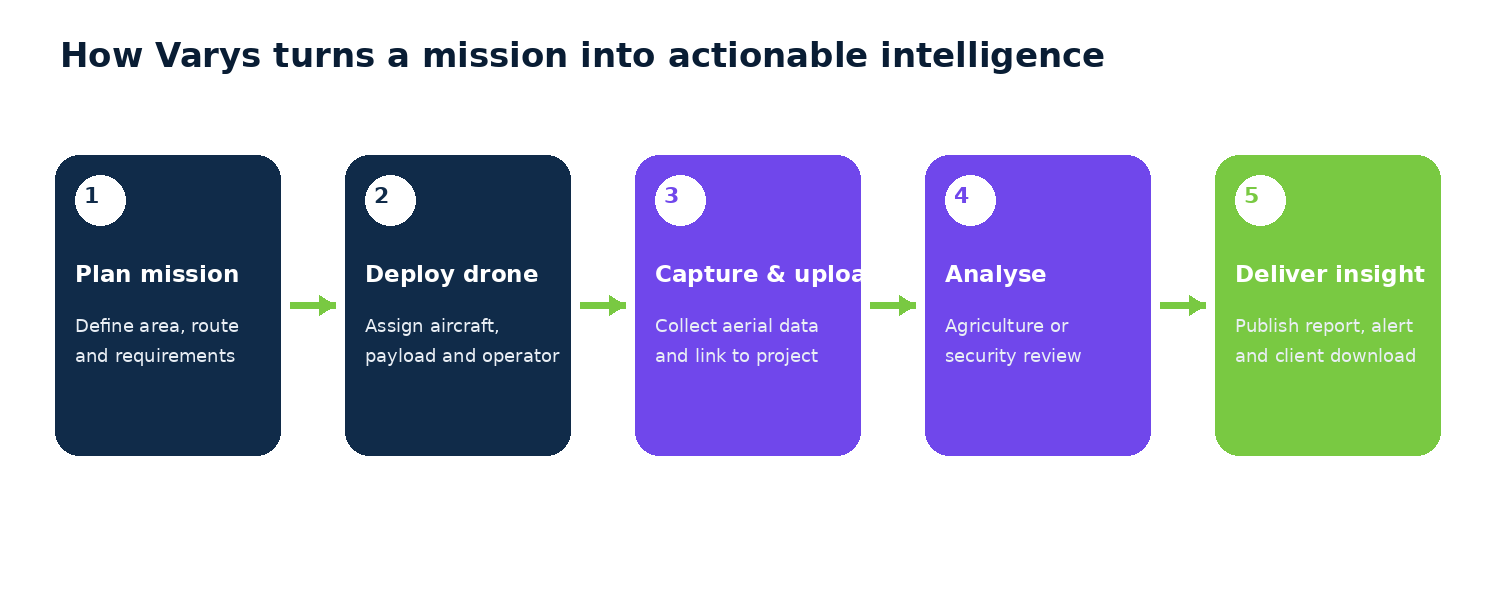 How Varys turns a mission into actionable intelligence
1
Plan mission
Define area, route
and requirements
2
Deploy drone
Assign aircraft,
payload and operator
3
Capture & uploa
Collect aerial data
and link to project
4
Analyse
Agriculture or
security review
5
Deliver insight
Publish report, alert
and client download